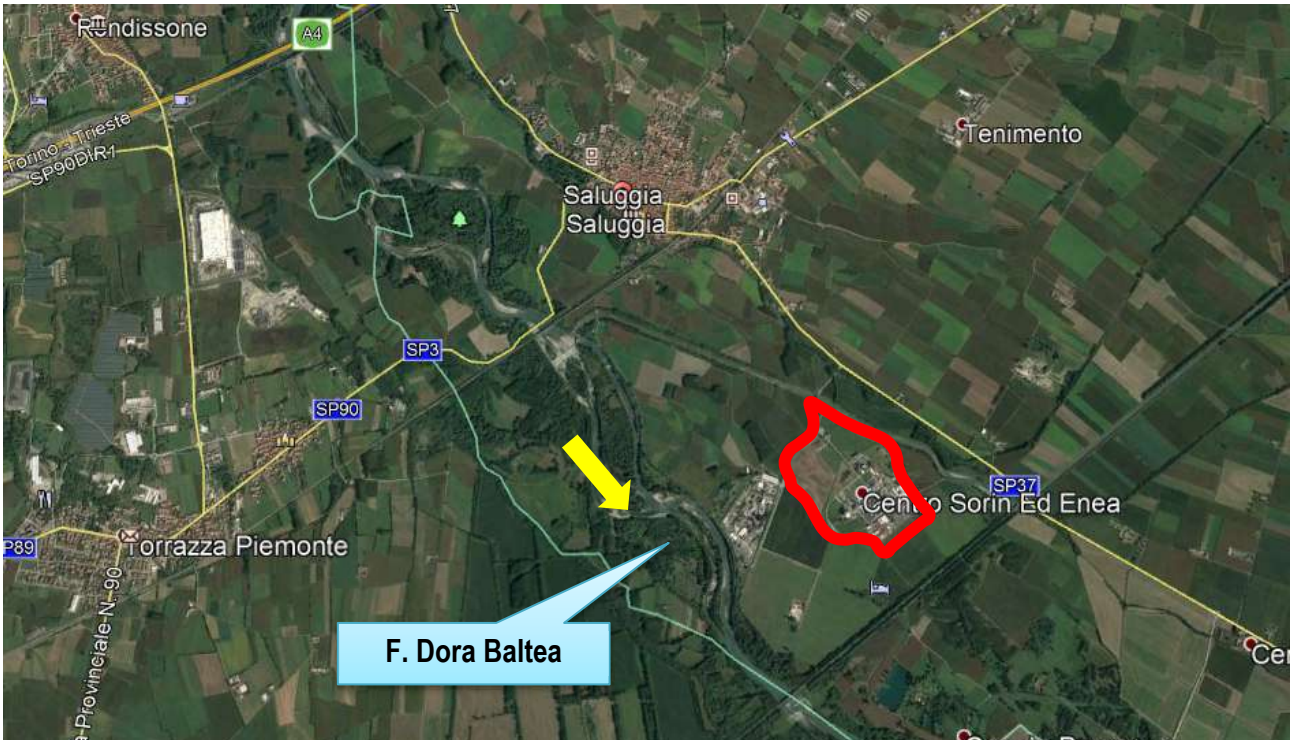 Rondissone
A4
Torino - Trieste
SP90DIR1
Tenimento
Saluggia
Saluggia
SP3
SP90
SP37
Centro Sorin Ed Enea
P89
Torrazza Piemonte
F. Dora Baltea
e Provinciale N. 90
Cer